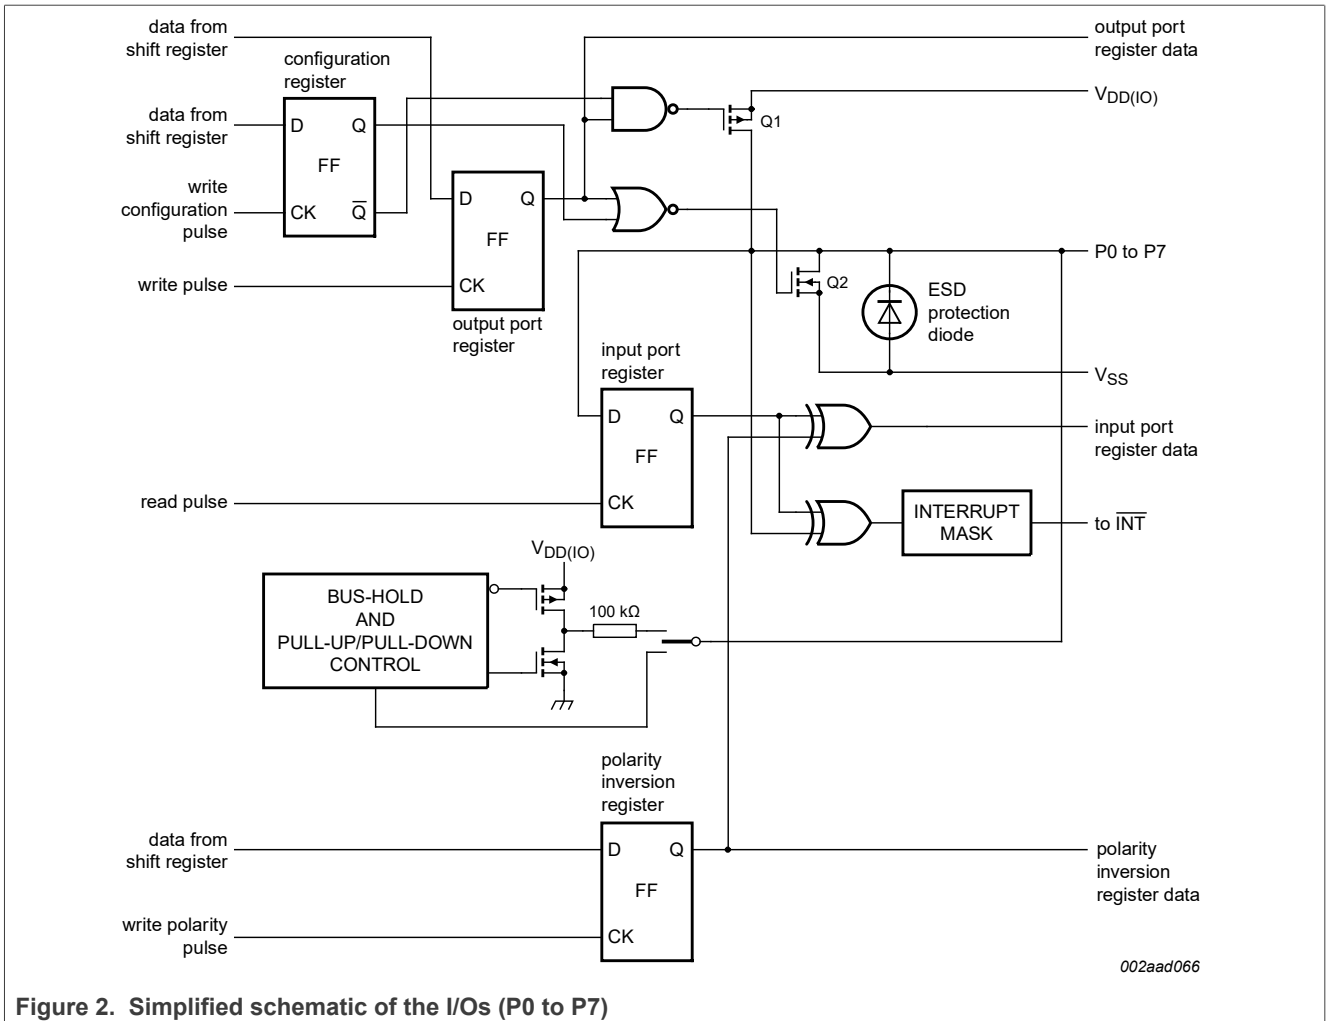 data from
shift register
output port
register data
configuration
register
VDD(IO)
data from
shift register
D
Q
FF
CK
Q̅
write
configuration
pulse
Q1
D
Q
FF
CK
write pulse
output port
register
P0 to P7
Q2
ESD
protection
diode
VSS
input port
register
D
Q
FF
CK
input port
register data
read pulse
INTERRUPT
MASK
to I̅N̅T̅
VDD(IO)
BUS-HOLD
AND
PULL-UP/PULL-DOWN
CONTROL
100 kΩ
polarity
inversion
register
data from
shift register
D
Q
FF
CK
polarity
inversion
register data
write polarity
pulse
002aad066
Figure 2. Simplified schematic of the I/Os (P0 to P7)